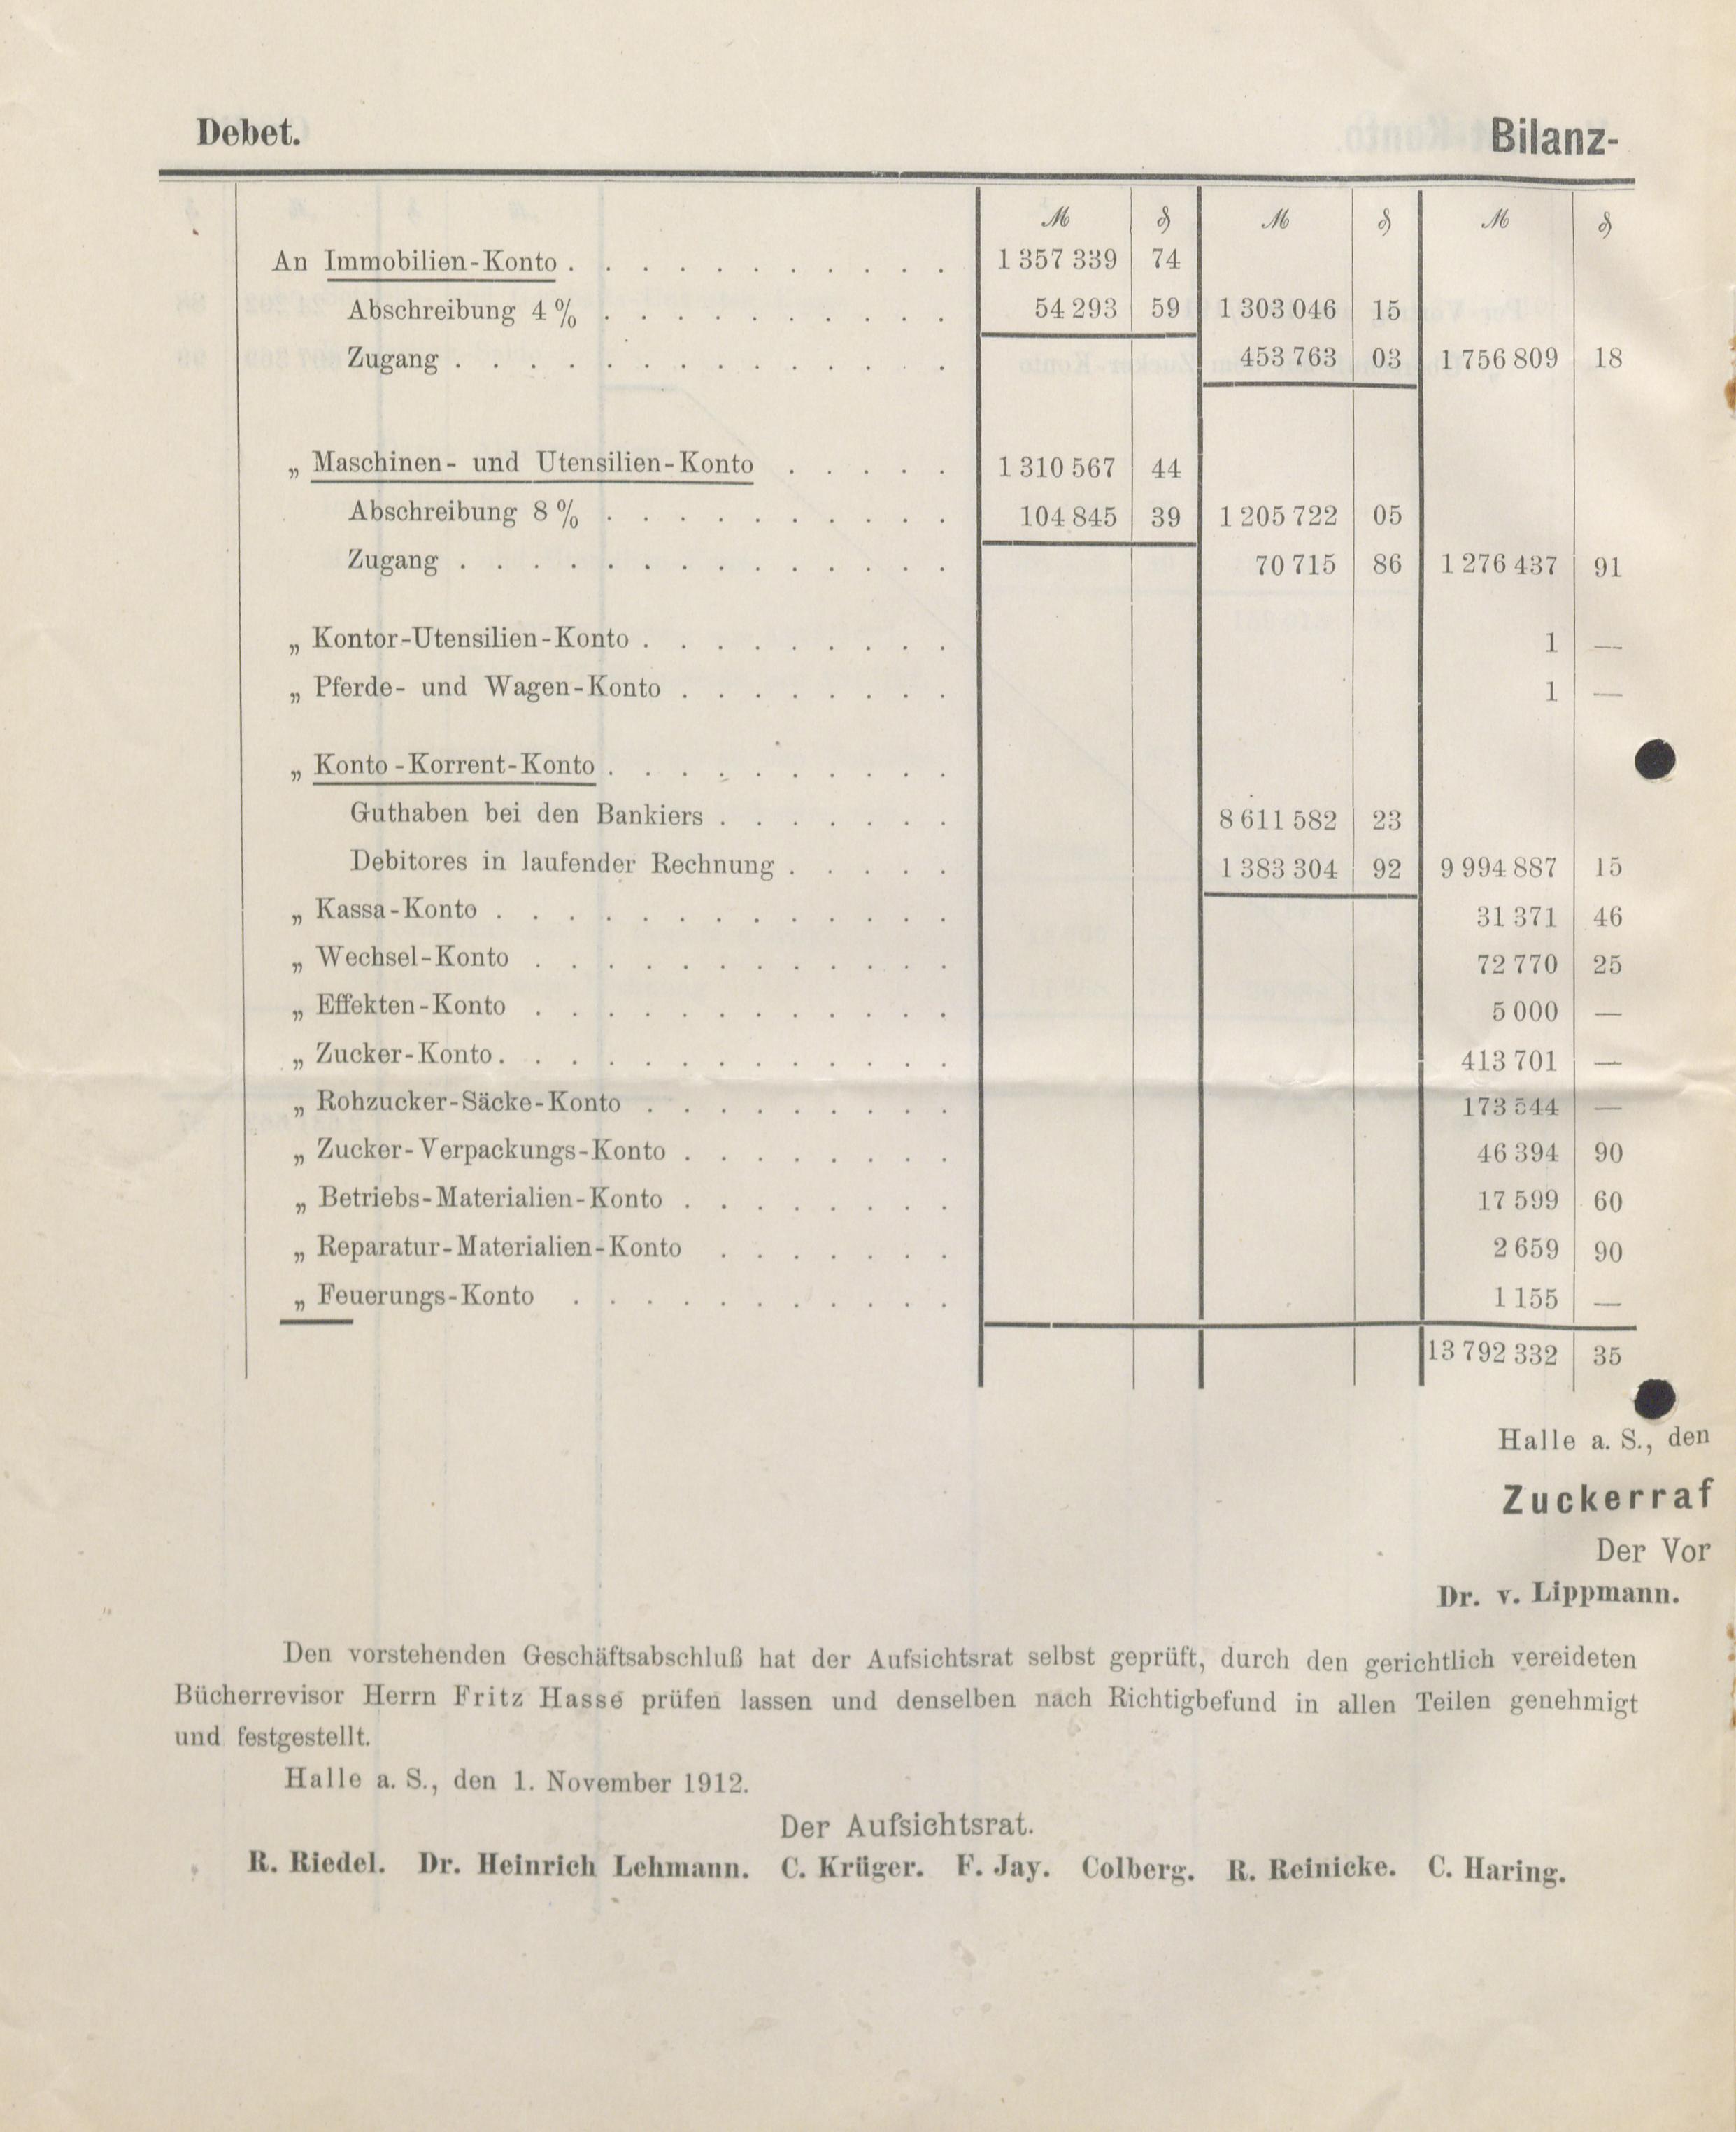 Debet. Bilanz-
ℳ ₰ ℳ ₰ ℳ ₰
An Immobilien-Konto . . . . . . . . . . . 1 357 339 74
Abschreibung 4 % . . . . . . . . . . 54 293 59 1 303 046 15
Zugang . . . . . . . . . . . . . . 453 763 03 1 756 809 18
„ Maschinen- und Utensilien-Konto . . . . . 1 310 567 44
Abschreibung 8 % . . . . . . . . . . 104 845 39 1 205 722 05
Zugang . . . . . . . . . . . . . . 70 715 86 1 276 437 91
„ Kontor-Utensilien-Konto . . . . . . . . . 1 —
„ Pferde- und Wagen-Konto . . . . . . . . 1 —
„ Konto-Korrent-Konto . . . . . . . . . .
Guthaben bei den Bankiers . . . . . . . 8 611 582 23
Debitores in laufender Rechnung . . . . . 1 383 304 92 9 994 887 15
„ Kassa-Konto . . . . . . . . . . . . . 31 371 46
„ Wechsel-Konto . . . . . . . . . . . . 72 770 25
„ Effekten-Konto . . . . . . . . . . . . 5 000 —
„ Zucker-Konto . . . . . . . . . . . . . 413 701 —
„ Rohzucker-Säcke-Konto . . . . . . . . . 173 544 —
„ Zucker-Verpackungs-Konto . . . . . . . . 46 394 90
„ Betriebs-Materialien-Konto . . . . . . . . 17 599 60
„ Reparatur-Materialien-Konto . . . . . . . 2 659 90
„ Feuerungs-Konto . . . . . . . . . . . 1 155 —
13 792 332 35
Halle a. S., den
Zuckerraf
Der Vor
Dr. v. Lippmann.
Den vorstehenden Geschäftsabschluß hat der Aufsichtsrat selbst geprüft, durch den gerichtlich vereideten
Bücherrevisor Herrn Fritz Hasse prüfen lassen und denselben nach Richtigbefund in allen Teilen genehmigt
und festgestellt.
Halle a. S., den 1. November 1912.
Der Aufsichtsrat.
R. Riedel. Dr. Heinrich Lehmann. C. Krüger. F. Jay. Colberg. R. Reinicke. C. Haring.